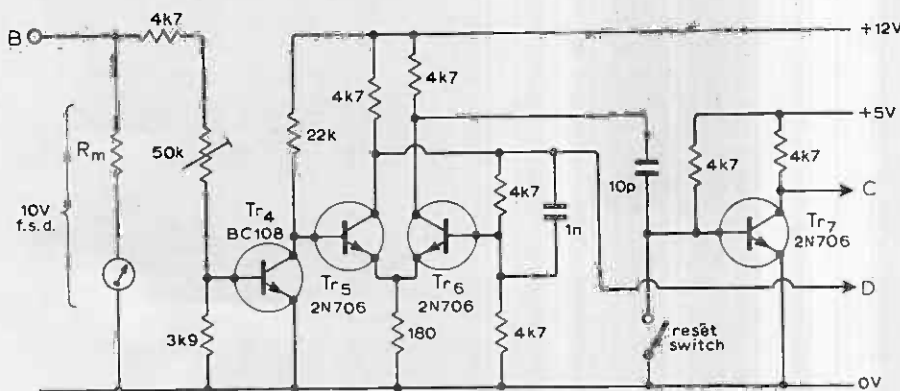 B
4k7
+12V
Rm
10V
f.s.d.
50k
22k
4k7
4k7
4k7
1n
10p
4k7
4k7
+5V
C
D
Tr4
BC108
Tr5
2N706
Tr6
2N706
Tr7
2N706
3k9
180
4k7
reset
switch
0V